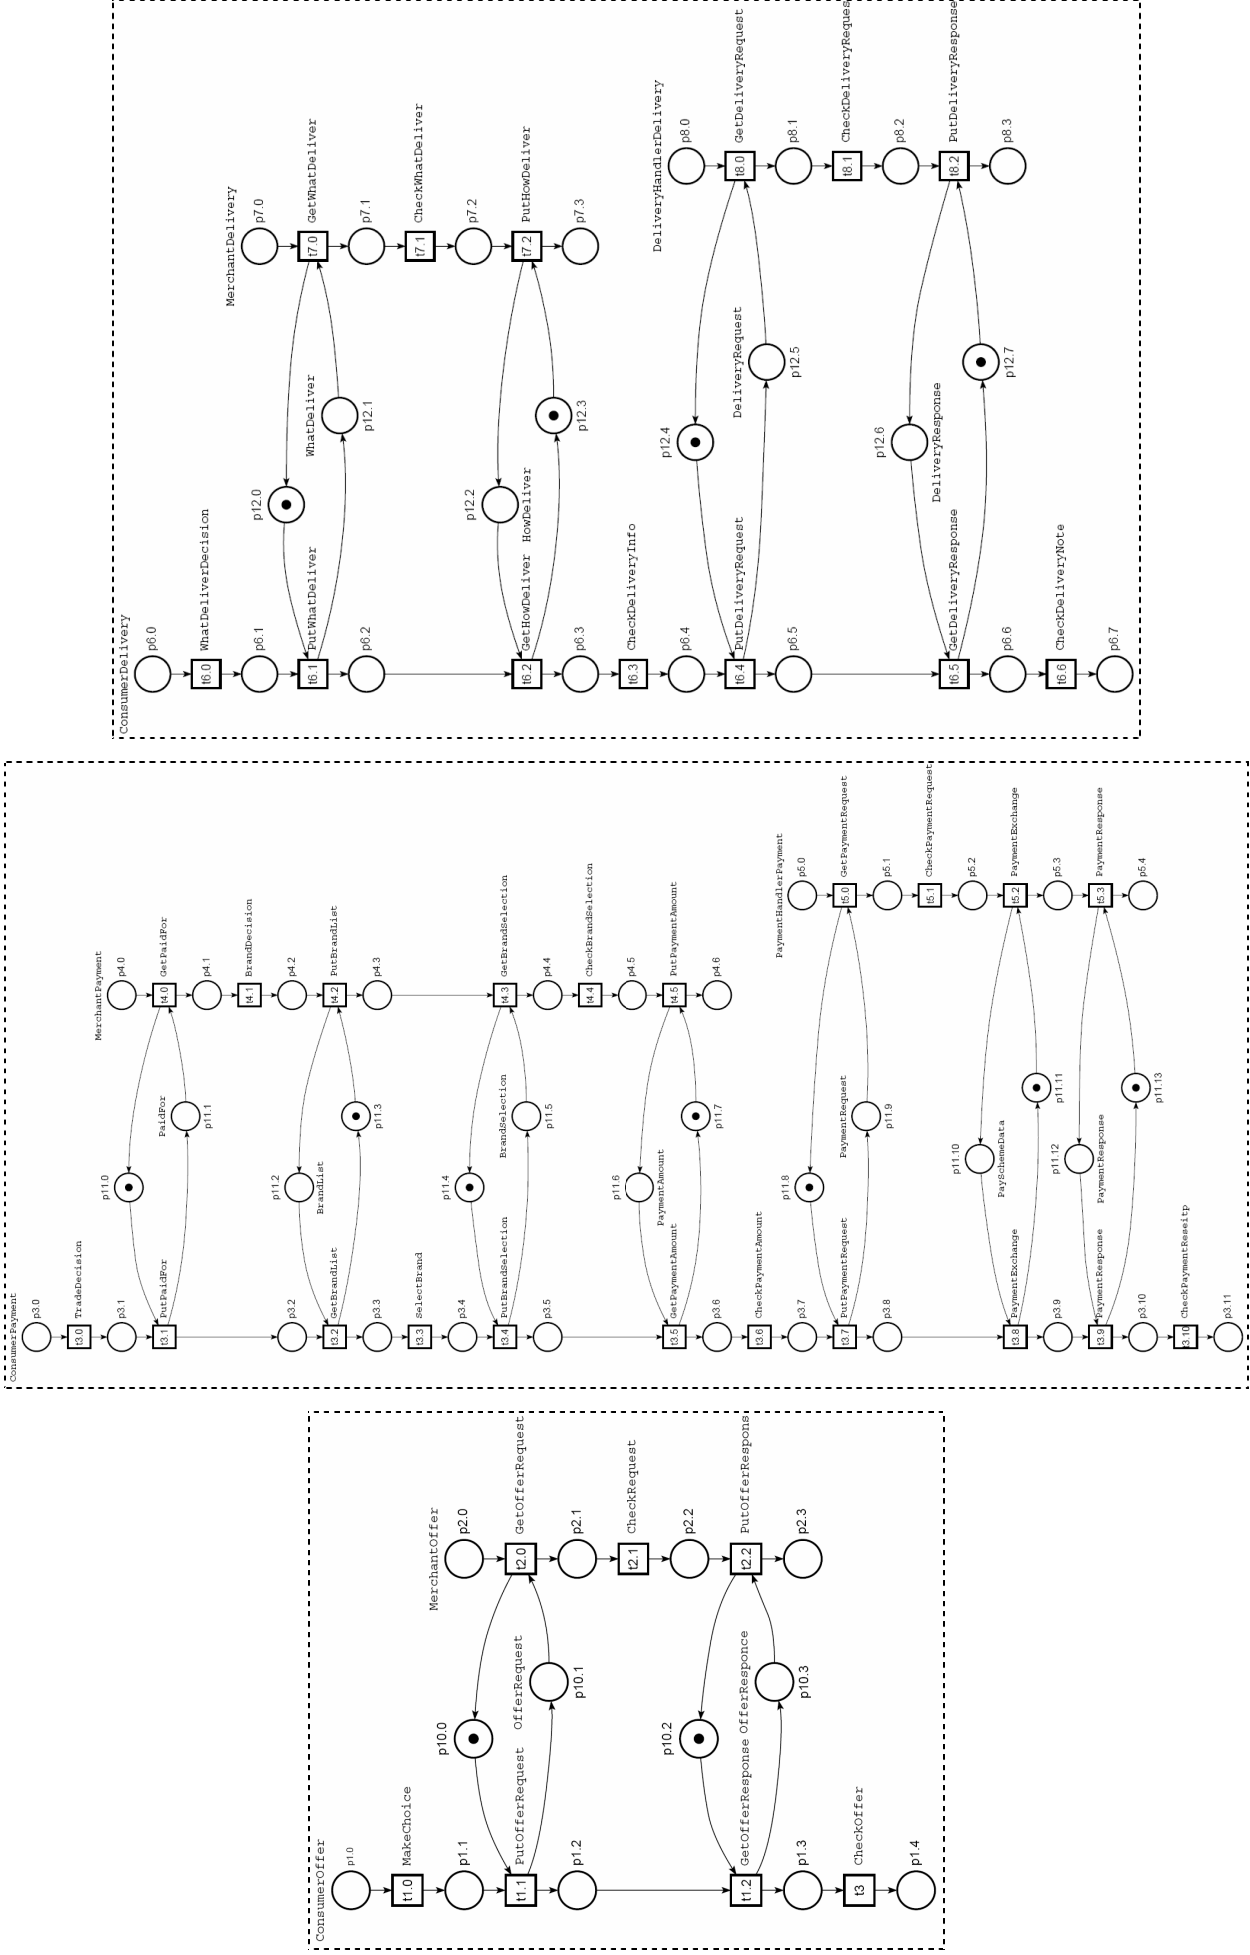 ConsumerDelivery
p6.0
t6.0
WhatDeliverDecision
p6.1
t6.1
PutWhatDeliver
p6.2
t6.2
GetHowDeliver
p6.3
t6.3
CheckDeliveryInfo
p6.4
t6.4
PutDeliveryRequest
p6.5
t6.5
GetDeliveryResponse
p6.6
t6.6
CheckDeliveryNote
p6.7
p12.0
WhatDeliver
p12.1
p12.2
HowDeliver
p12.3
p12.4
DeliveryRequest
p12.5
p12.6
DeliveryResponse
p12.7
MerchantDelivery
p7.0
t7.0
GetWhatDeliver
p7.1
t7.1
CheckWhatDeliver
p7.2
t7.2
PutHowDeliver
p7.3
DeliveryHandlerDelivery
p8.0
t8.0
GetDeliveryRequest
p8.1
t8.1
CheckDeliveryReques
p8.2
t8.2
PutDeliveryResponse
p8.3
ConsumerPayment
p3.0
t3.0
TradeDecision
p3.1
t3.1
PutPaidFor
p3.2
t3.2
GetBrandList
p3.3
t3.3
SelectBrand
p3.4
t3.4
PutBrandSelection
p3.5
t3.5
GetPaymentAmount
p3.6
t3.6
CheckPaymentAmount
p3.7
t3.7
PutPaymentRequest
p3.8
t3.8
PaymentExchange
p3.9
t3.9
PaymentResponse
p3.10
3.10
CheckPaymentReseitp
p3.11
p11.0
PaidFor
p11.1
p11.2
BrandList
p11.3
p11.4
BrandSelection
p11.5
p11.6
PaymentAmount
p11.7
p11.8
PaymentRequest
p11.9
p11.10
PaySchemeData
p11.11
p11.12
PaymentResponse
p11.13
MerchantPayment
p4.0
t4.0
GetPaidFor
p4.1
t4.1
BrandDecision
p4.2
t4.2
PutBrandList
p4.3
t4.3
GetBrandSelection
p4.4
t4.4
CheckBrandSelection
p4.5
t4.5
PutPaymentAmount
p4.6
PaymentHandlerPayment
p5.0
t5.0
GetPaymentRequest
p5.1
t5.1
CheckPaymentRequest
p5.2
t5.2
PaymentExchange
p5.3
t5.3
PaymentResponse
p5.4
ConsumerOffer
p1.0
t1.0
MakeChoice
p1.1
t1.1
PutOfferRequest
p1.2
t1.2
GetOfferResponse
p1.3
t3
CheckOffer
p1.4
p10.0
OfferRequest
p10.1
p10.2
OfferResponce
p10.3
MerchantOffer
p2.0
t2.0
GetOfferRequest
p2.1
t2.1
CheckRequest
p2.2
t2.2
PutOfferRespons
p2.3